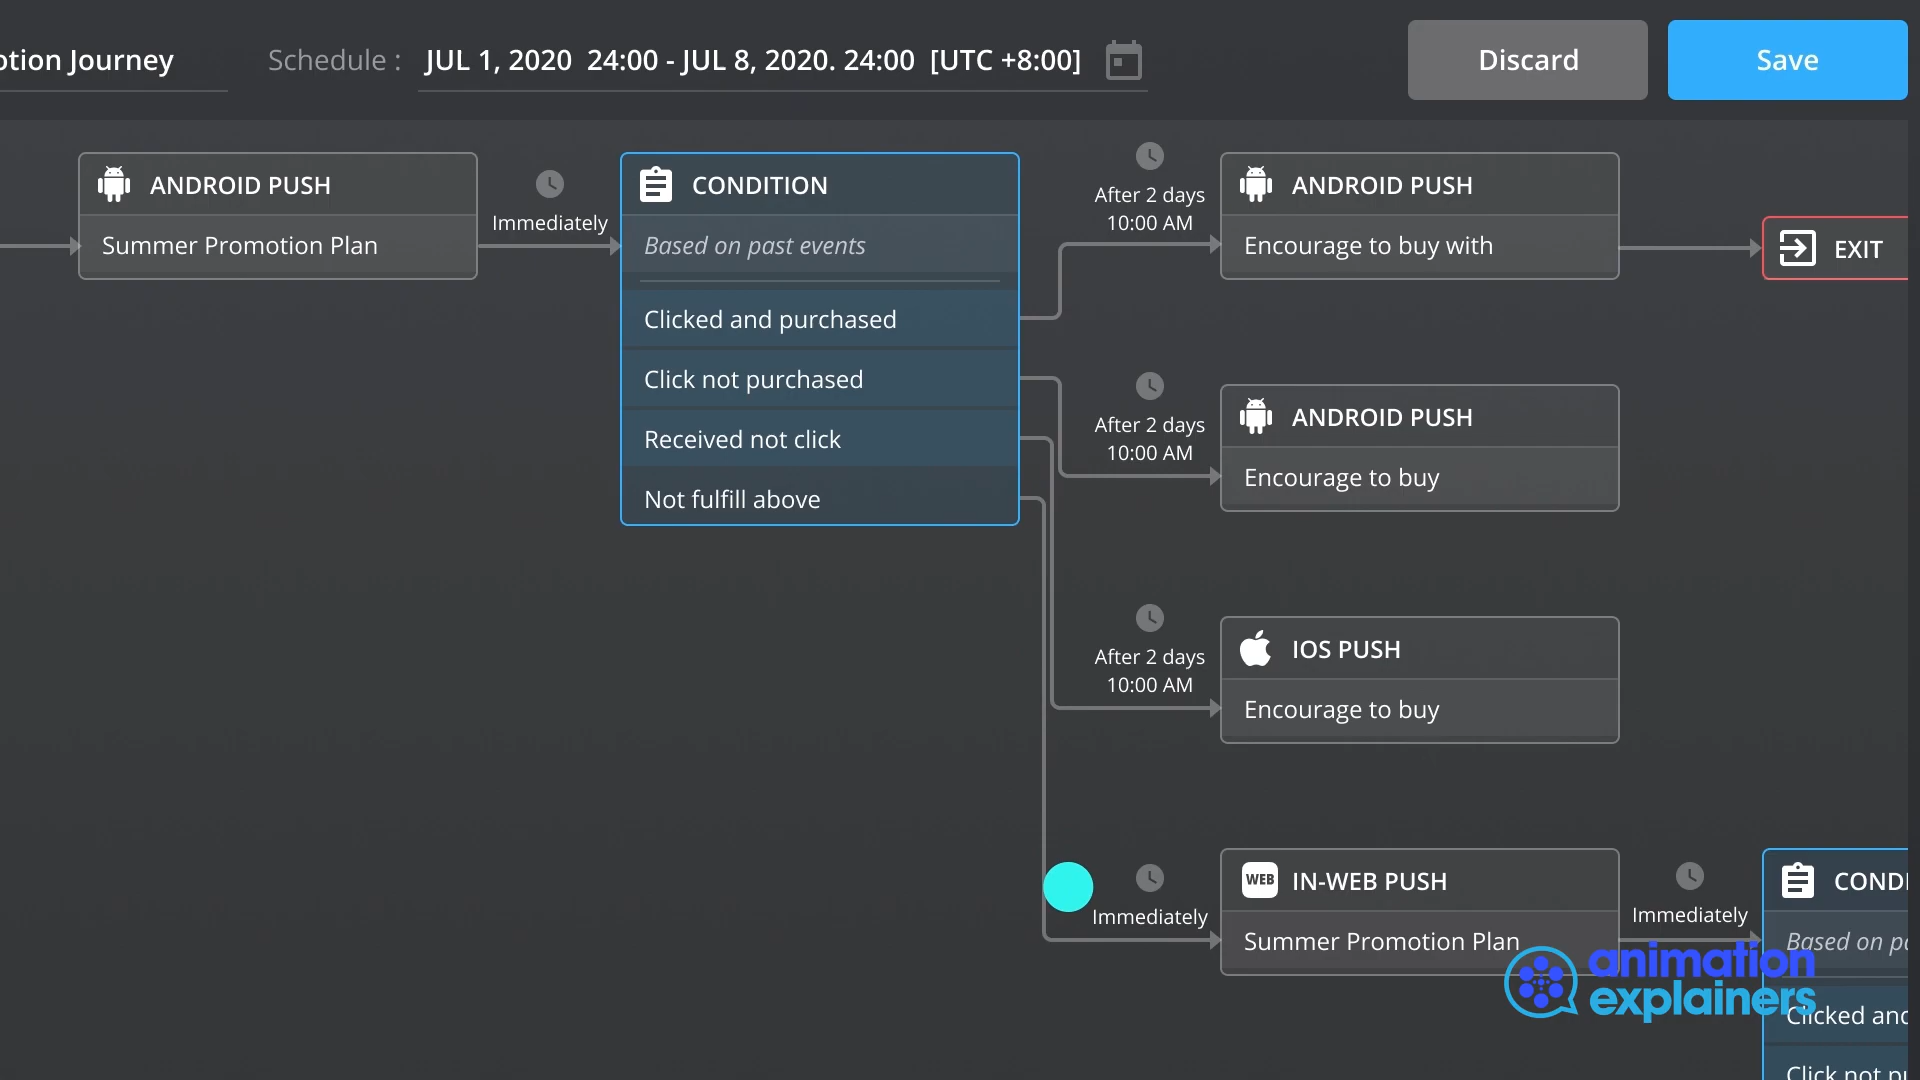 otion Journey
Schedule : JUL 1, 2020 24:00 - JUL 8, 2020. 24:00 [UTC +8:00]
Discard
Save
ANDROID PUSH
Summer Promotion Plan
Immediately
CONDITION
Based on past events
Clicked and purchased
Click not purchased
Received not click
Not fulfill above
After 2 days
10:00 AM
ANDROID PUSH
Encourage to buy with
EXIT
After 2 days
10:00 AM
ANDROID PUSH
Encourage to buy
After 2 days
10:00 AM
IOS PUSH
Encourage to buy
Immediately
WEB IN-WEB PUSH
Summer Promotion Plan
Immediately
CONDI
Based on pa
Clicked anc
Click not pu
animation
explainers